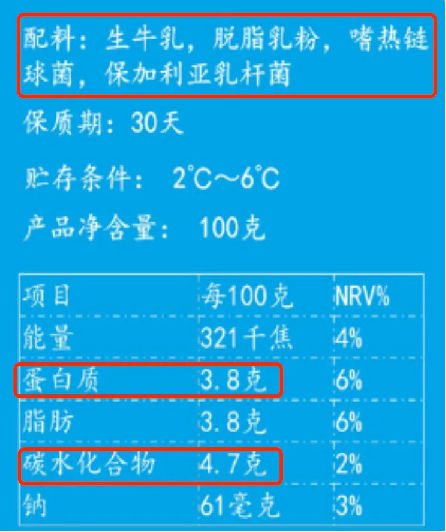 配料：生牛乳，脱脂乳粉，嗜热链
球菌，保加利亚乳杆菌
保质期：30天
贮存条件： 2℃～6℃
产品净含量： 100克
项目 每100克 NRV%
能量 321千焦 4%
蛋白质 3.8克 6%
脂肪 3.8克 6%
碳水化合物 4.7克 2%
钠 61毫克 3%